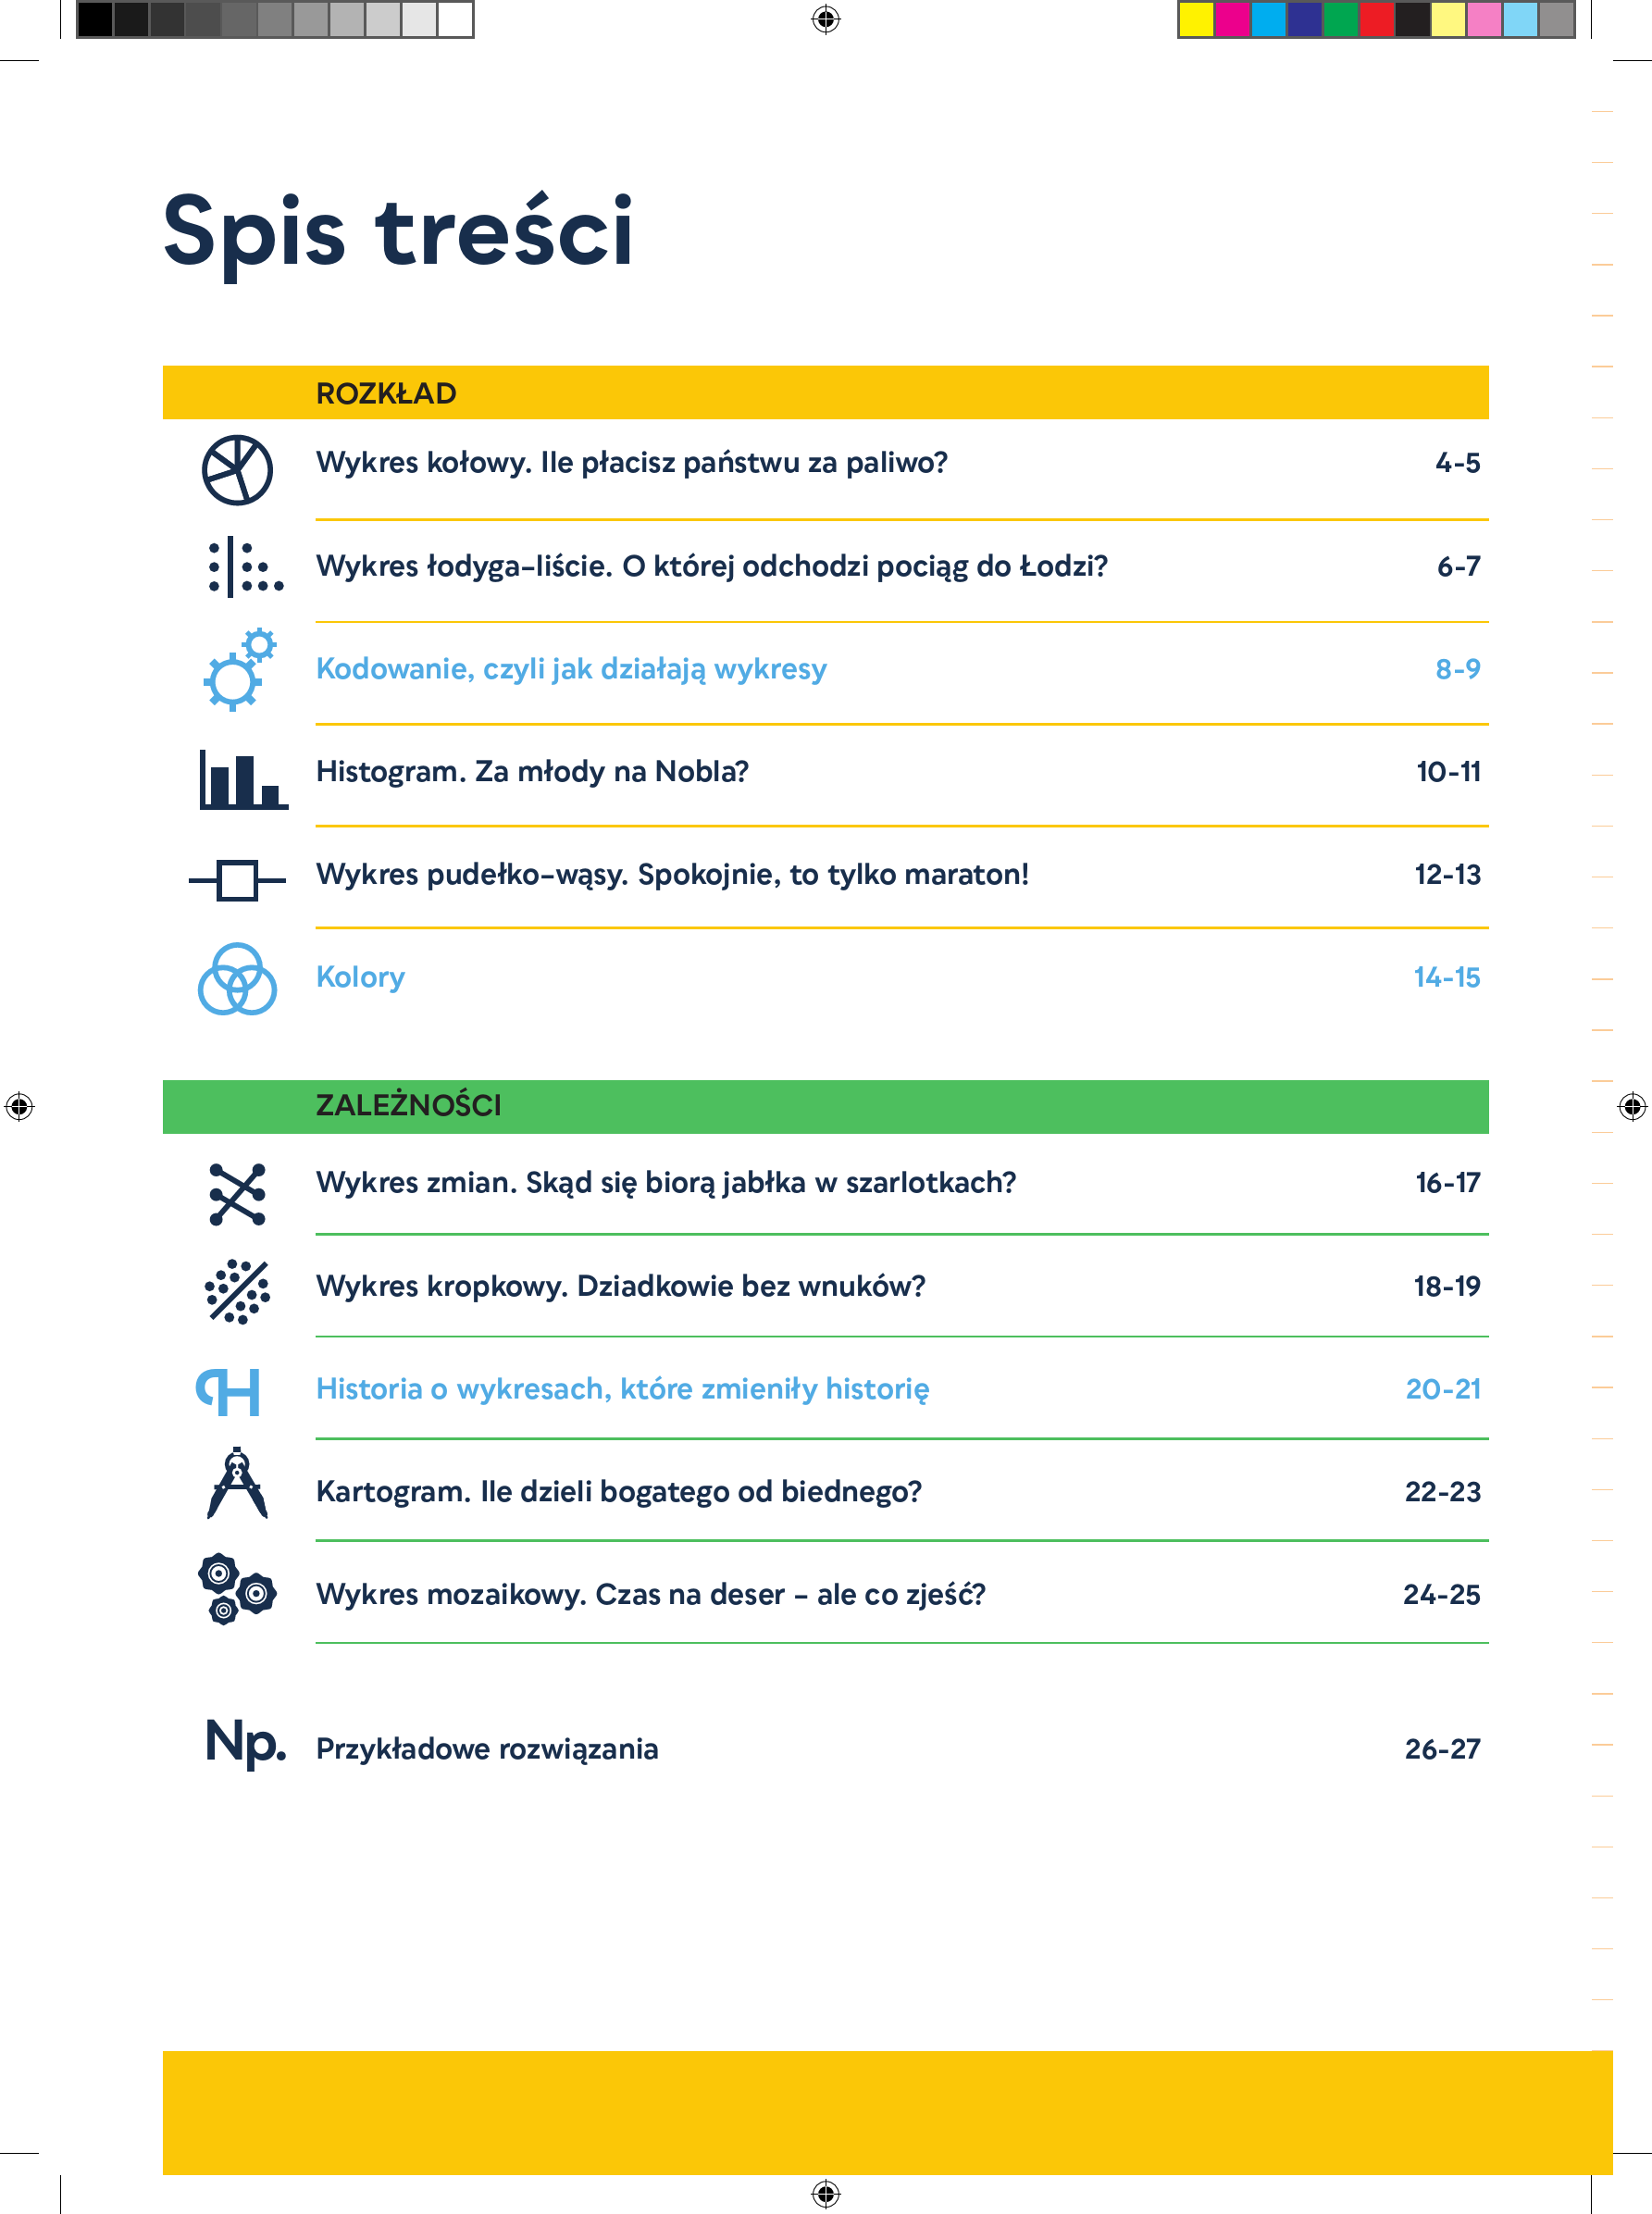 Spis treści
ROZKŁAD
Wykres kołowy. Ile płacisz państwu za paliwo? 4-5
Wykres łodyga–liście. O której odchodzi pociąg do Łodzi? 6-7
Kodowanie, czyli jak działają wykresy 8-9
Histogram. Za młody na Nobla? 10-11
Wykres pudełko–wąsy. Spokojnie, to tylko maraton! 12-13
Kolory 14-15
ZALEŻNOŚCI
Wykres zmian. Skąd się biorą jabłka w szarlotkach? 16-17
Wykres kropkowy. Dziadkowie bez wnuków? 18-19
Historia o wykresach, które zmieniły historię 20-21
Kartogram. Ile dzieli bogatego od biednego? 22-23
Wykres mozaikowy. Czas na deser – ale co zjeść? 24-25
Np. Przykładowe rozwiązania 26-27